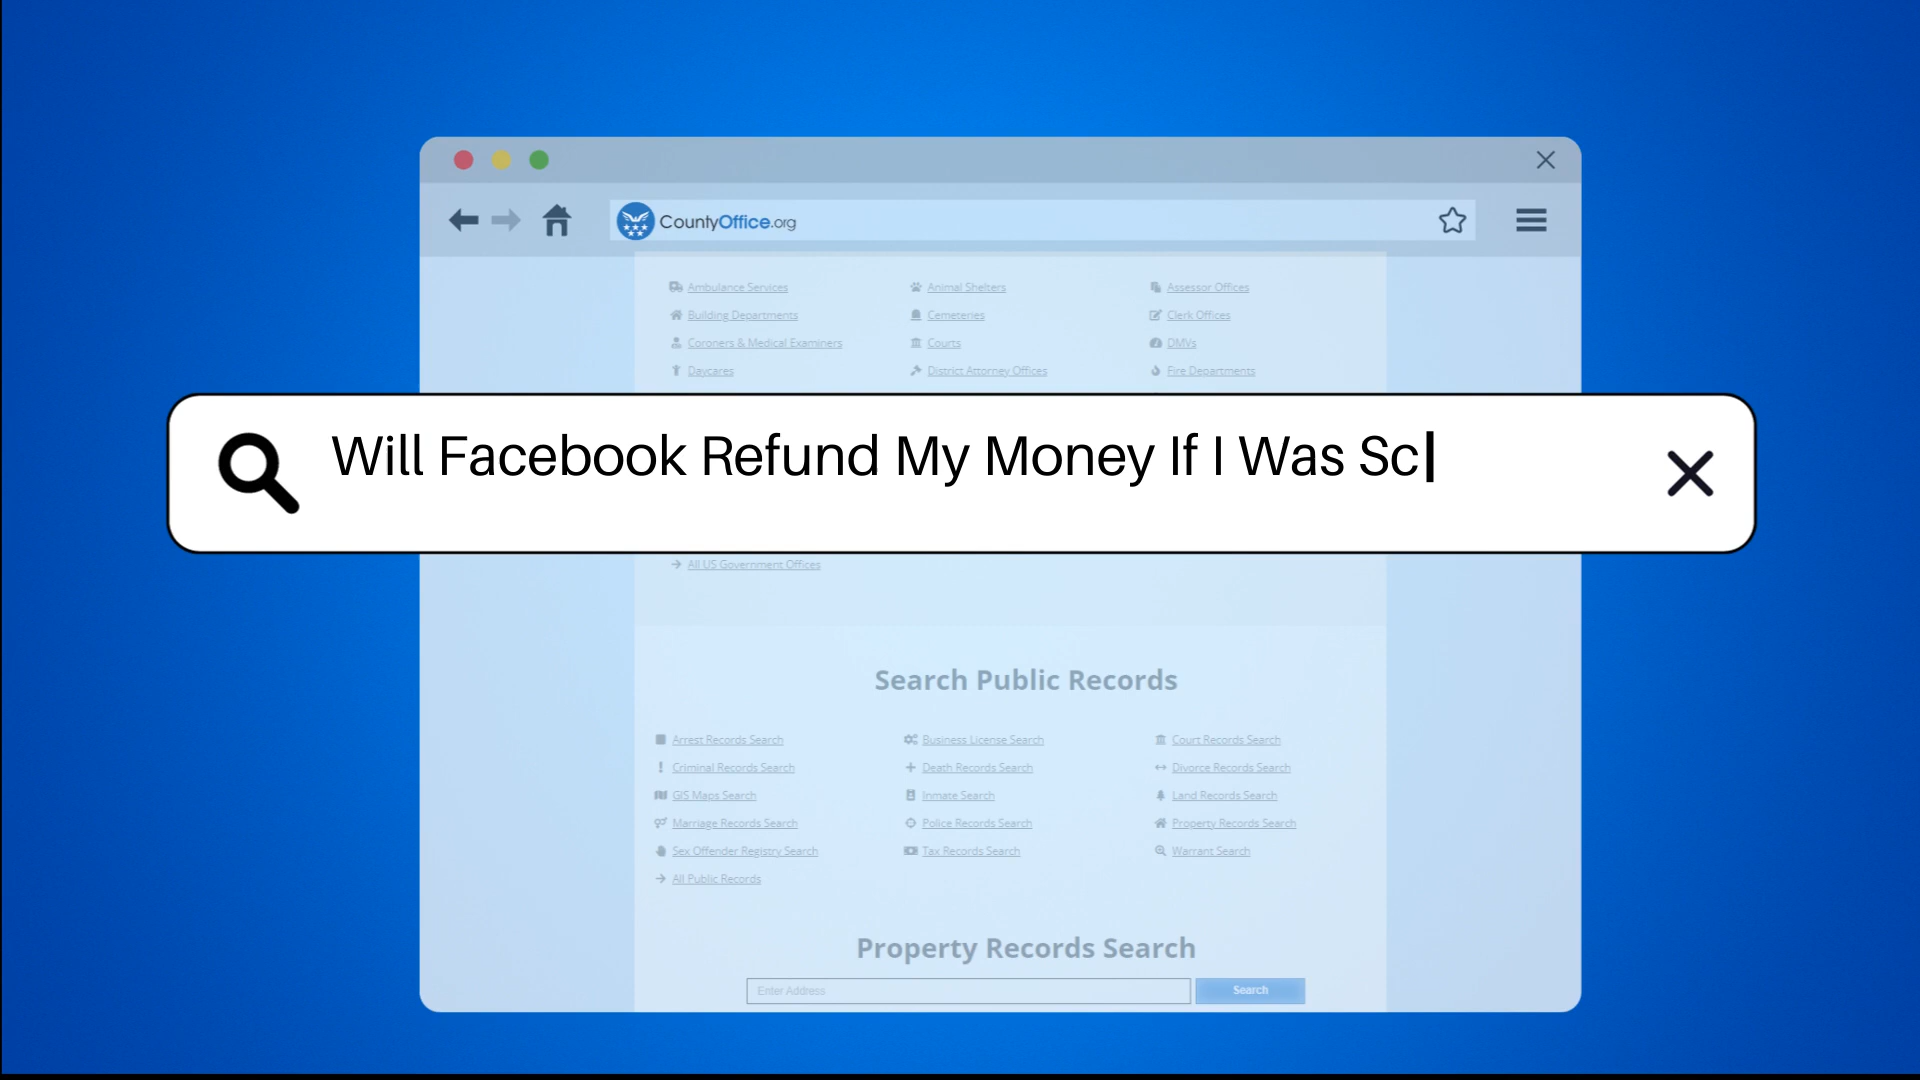 CountyOffice.org
Ambulance Services Animal Shelters Assessor Offices
Building Departments Cemeteries Clerk Offices
Coroners & Medical Examiners Courts DMVs
Daycares District Attorney Offices Fire Departments
Will Facebook Refund My Money If I Was Sc
All US Government Offices
Search Public Records
Arrest Records Search Business License Search Court Records Search
Criminal Records Search Death Records Search Divorce Records Search
GIS Maps Search Inmate Search Land Records Search
Marriage Records Search Police Records Search Property Records Search
Sex Offender Registry Search Tax Records Search Warrant Search
All Public Records
Property Records Search
Enter Address Search